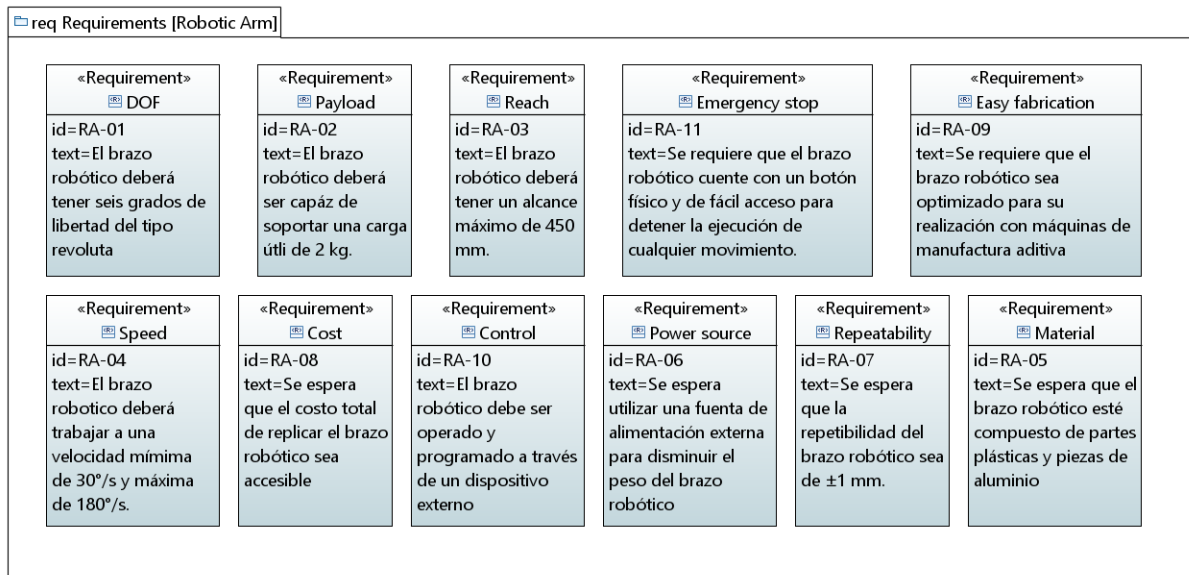 req Requirements [Robotic Arm]
«Requirement»
DOF
id=RA-01
text=El brazo
robótico deberá
tener seis grados de
libertad del tipo
revoluta
«Requirement»
Payload
id=RA-02
text=El brazo
robótico deberá
ser capáz de
soportar una carga
útli de 2 kg.
«Requirement»
Reach
id=RA-03
text=El brazo
robótico deberá
tener un alcance
máximo de 450
mm.
«Requirement»
Emergency stop
id=RA-11
text=Se requiere que el brazo
robótico cuente con un botón
físico y de fácil acceso para
detener la ejecución de
cualquier movimiento.
«Requirement»
Easy fabrication
id=RA-09
text=Se requiere que el
brazo robótico sea
optimizado para su
realización con máquinas de
manufactura aditiva
«Requirement»
Speed
id=RA-04
text=El brazo
robotico deberá
trabajar a una
velocidad mímima
de 30°/s y máxima
de 180°/s.
«Requirement»
Cost
id=RA-08
text=Se espera
que el costo total
de replicar el brazo
robótico sea
accesible
«Requirement»
Control
id=RA-10
text=El brazo
robótico debe ser
operado y
programado a través
de un dispositivo
externo
«Requirement»
Power source
id=RA-06
text=Se espera
utilizar una fuenta de
alimentación externa
para disminuir el
peso del brazo
robótico
«Requirement»
Repeatability
id=RA-07
text=Se espera
que la
repetibilidad del
brazo robótico sea
de ±1 mm.
«Requirement»
Material
id=RA-05
text=Se espera que el
brazo robótico esté
compuesto de partes
plásticas y piezas de
aluminio